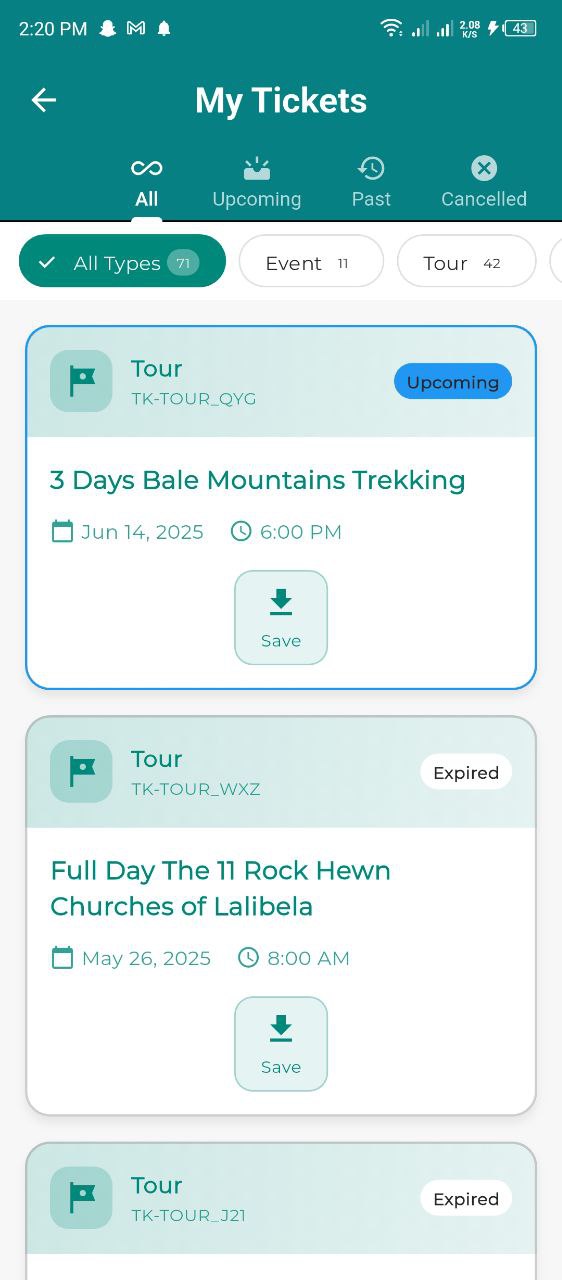 2:20 PM 2.08 K/S 43
My Tickets
All Upcoming Past Cancelled
All Types 71 Event 11 Tour 42
Tour
TK-TOUR_QYG
Upcoming
3 Days Bale Mountains Trekking
Jun 14, 2025 6:00 PM
Save
Tour
TK-TOUR_WXZ
Expired
Full Day The 11 Rock Hewn
Churches of Lalibela
May 26, 2025 8:00 AM
Save
Tour
TK-TOUR_J21
Expired